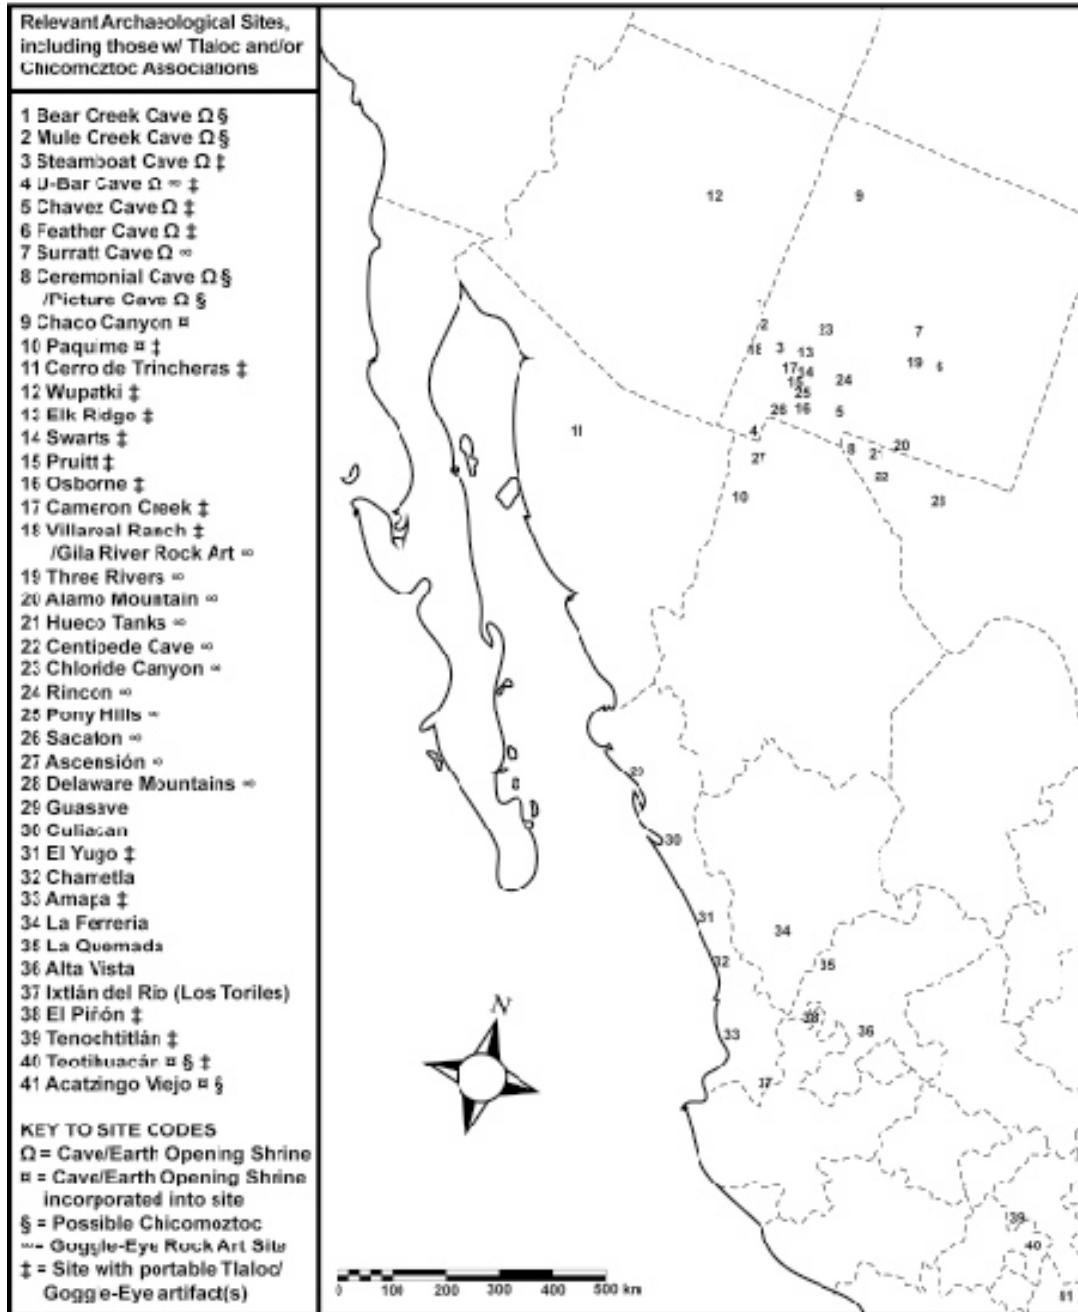 Relevant Archaeological Sites,
including those w/ Tlaloc and/or
Chicomoztoc Associations
1 Bear Creek Cave Ω §
2 Mule Creek Cave Ω §
3 Steamboat Cave Ω ‡
4 U-Bar Cave Ω ∞ ‡
5 Chavez Cave Ω ‡
6 Feather Cave Ω ‡
7 Surratt Cave Ω ∞
8 Ceremonial Cave Ω §
/Picture Cave Ω §
9 Chaco Canyon ¤
10 Paquime ¤ ‡
11 Cerro de Trincheras ‡
12 Wupatki ‡
13 Elk Ridge ‡
14 Swarts ‡
15 Pruitt ‡
16 Osborne ‡
17 Cameron Creek ‡
18 Villareal Ranch ‡
/Gila River Rock Art ∞
19 Three Rivers ∞
20 Alamo Mountain ∞
21 Hueco Tanks ∞
22 Centipede Cave ∞
23 Chloride Canyon ∞
24 Rincon ∞
25 Pony Hills ∞
26 Sacaton ∞
27 Ascensión ∞
28 Delaware Mountains ∞
29 Guasave
30 Culiacan
31 El Yugo ‡
32 Chametla
33 Amapa ‡
34 La Ferreria
35 La Quemada
36 Alta Vista
37 Ixtlán del Rio (Los Toriles)
38 El Piñón ‡
39 Tenochtitlán ‡
40 Teotihuacán ¤ § ‡
41 Acatzingo Viejo ¤ §
KEY TO SITE CODES
Ω = Cave/Earth Opening Shrine
¤ = Cave/Earth Opening Shrine
incorporated into site
§ = Possible Chicomoztoc
∞ = Goggle-Eye Rock Art Site
‡ = Site with portable Tlaloc/
Goggle-Eye artifact(s)
12
9
2
23
7
18
3
13
19
6
17
14
24
25
26
16
5
11
4
8
20
22
10
28
29
30
31
34
32
35
38
36
33
37
N
39
40
0 100 200 300 400 500 km